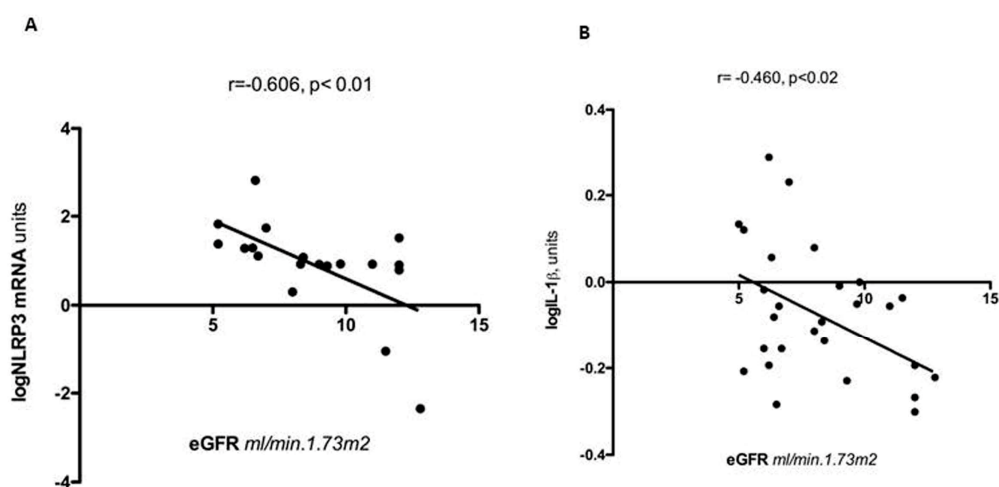 A
r=-0.606, p< 0.01
4
2
0
-2
-4
5
10
15
logNLRP3 mRNA units
eGFR ml/min.1.73m2
B
r= -0.460, p<0.02
0.4
0.2
0.0
-0.2
-0.4
5
10
15
logIL-1β, units
eGFR ml/min.1.73m2